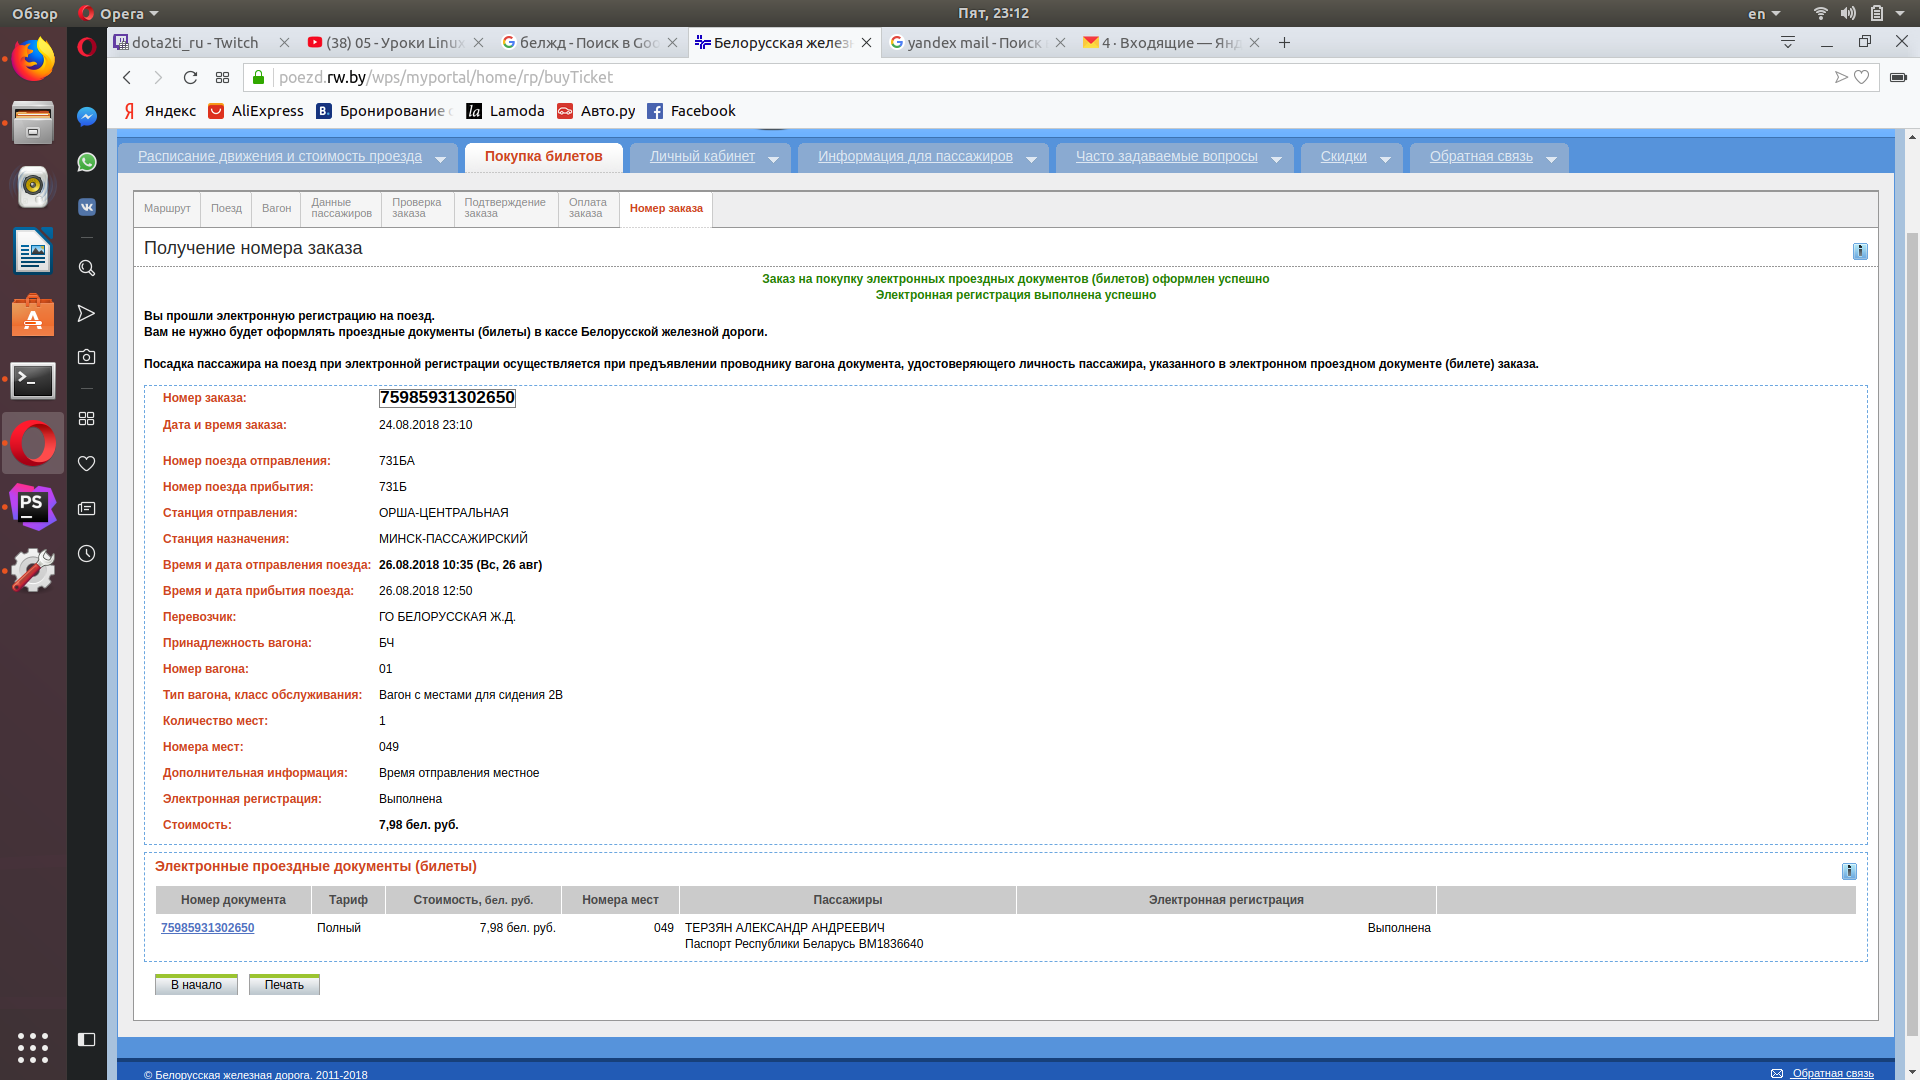 Обзор
Opera
Пят, 23:12
en
dota2ti_ru - Twitch
(38) 05 - Уроки Linux
белжд - Поиск в Goo
Белорусская желез
yandex mail - Поиск
4 · Входящие — Янд
poezd.rw.by/wps/myportal/home/rp/buyTicket
Яндекс
AliExpress
Бронирование
Lamoda
Авто.ру
Facebook
Расписание движения и стоимость проезда
Покупка билетов
Личный кабинет
Информация для пассажиров
Часто задаваемые вопросы
Скидки
Обратная связь
Маршрут
Поезд
Вагон
Данные
пассажиров
Проверка
заказа
Подтверждение
заказа
Оплата
заказа
Номер заказа
Получение номера заказа
Заказ на покупку электронных проездных документов (билетов) оформлен успешно
Электронная регистрация выполнена успешно
Вы прошли электронную регистрацию на поезд.
Вам не нужно будет оформлять проездные документы (билеты) в кассе Белорусской железной дороги.
Посадка пассажира на поезд при электронной регистрации осуществляется при предъявлении проводнику вагона документа, удостоверяющего личность пассажира, указанного в электронном проездном документе (билете) заказа.
Номер заказа: 75985931302650
Дата и время заказа: 24.08.2018 23:10
Номер поезда отправления: 731БА
Номер поезда прибытия: 731Б
Станция отправления: ОРША-ЦЕНТРАЛЬНАЯ
Станция назначения: МИНСК-ПАССАЖИРСКИЙ
Время и дата отправления поезда: 26.08.2018 10:35 (Вс, 26 авг)
Время и дата прибытия поезда: 26.08.2018 12:50
Перевозчик: ГО БЕЛОРУССКАЯ Ж.Д.
Принадлежность вагона: БЧ
Номер вагона: 01
Тип вагона, класс обслуживания: Вагон с местами для сидения 2В
Количество мест: 1
Номера мест: 049
Дополнительная информация: Время отправления местное
Электронная регистрация: Выполнена
Стоимость: 7,98 бел. руб.
Электронные проездные документы (билеты)
Номер документа Тариф Стоимость, бел. руб. Номера мест Пассажиры Электронная регистрация
75985931302650 Полный 7,98 бел. руб. 049 ТЕРЗЯН АЛЕКСАНДР АНДРЕЕВИЧ Выполнена
Паспорт Республики Беларусь BM1836640
В начало
Печать
© Белорусская железная дорога, 2011-2018
Обратная связь